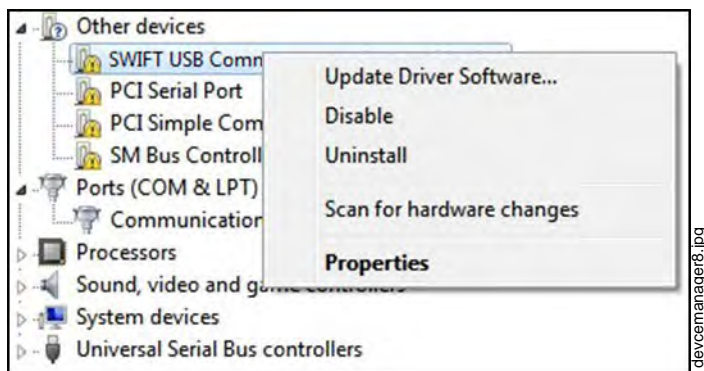 Other devices
SWIFT USB Comm
PCI Serial Port
PCI Simple Com
SM Bus Controll
Ports (COM & LPT)
Communication
Processors
Sound, video and game controllers
System devices
Universal Serial Bus controllers
Update Driver Software...
Disable
Uninstall
Scan for hardware changes
Properties
devcemanager8.jpg